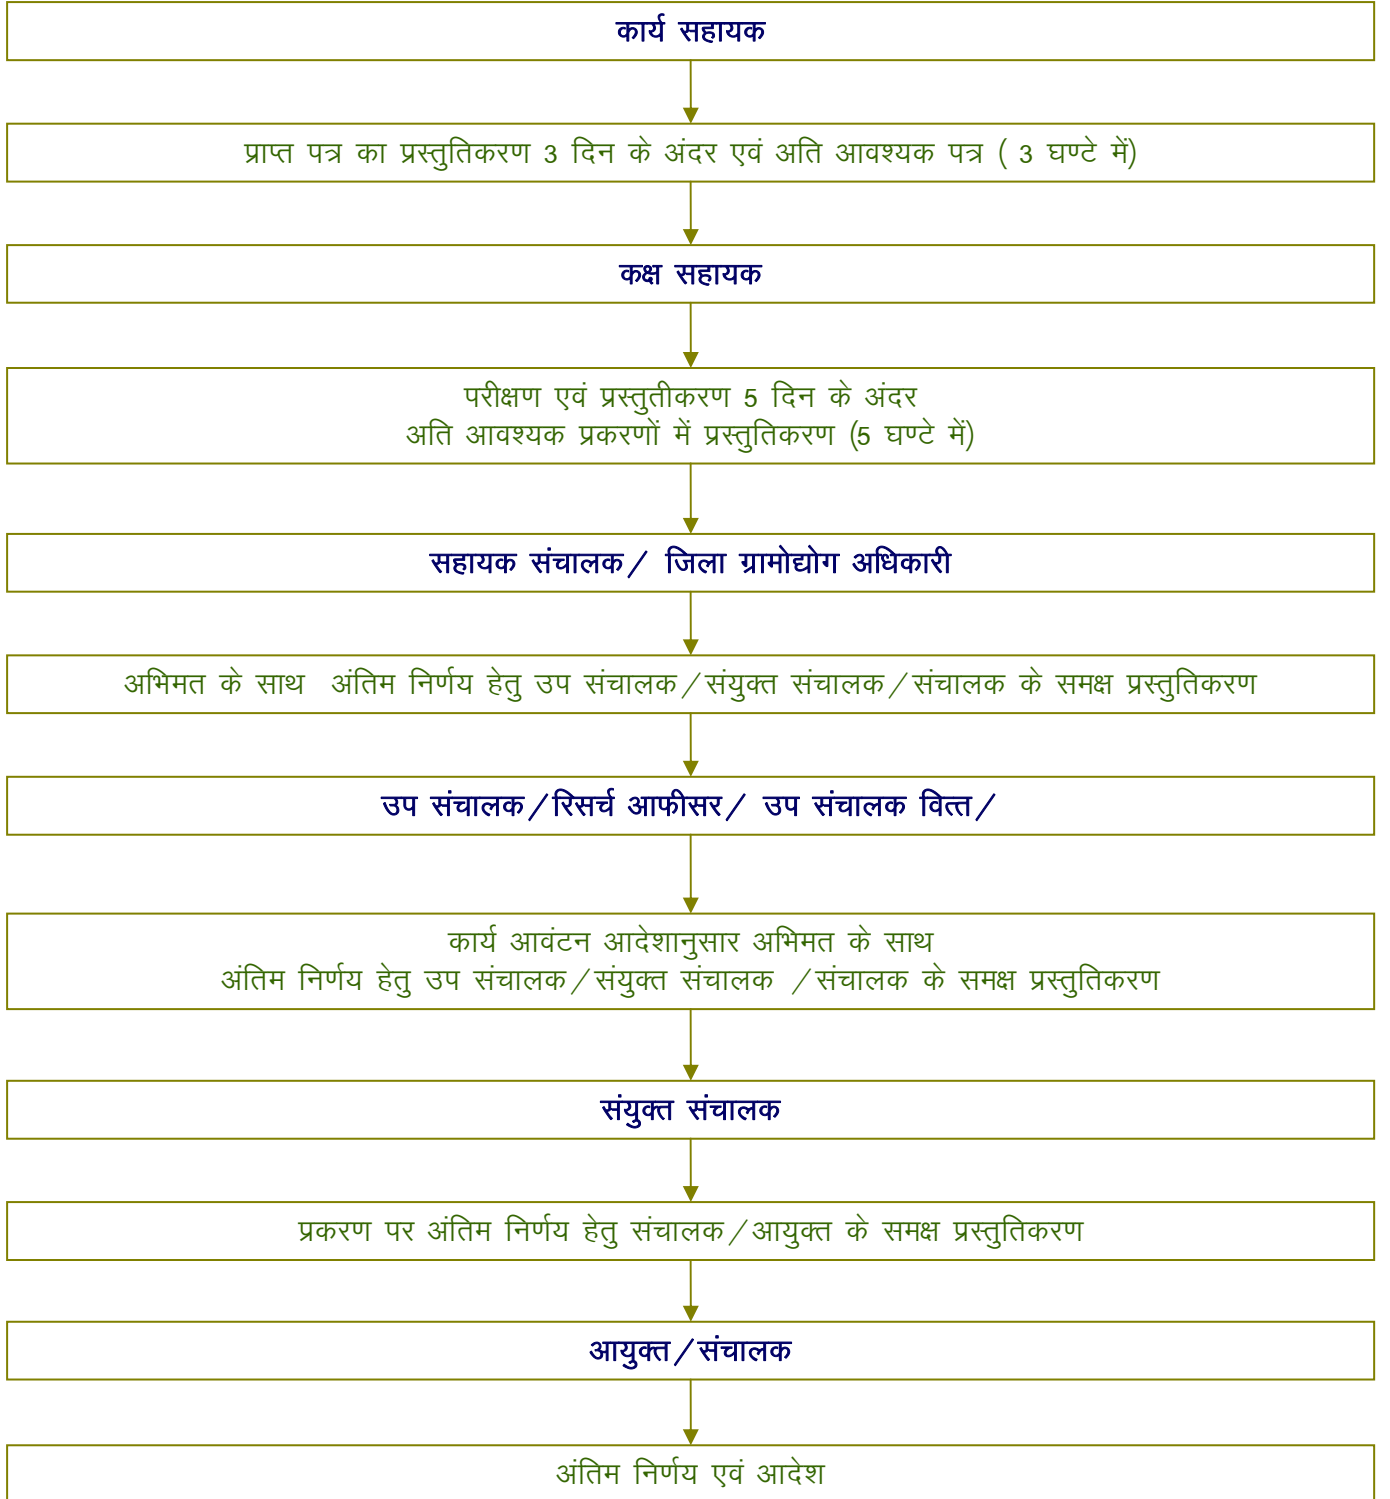 कार्य सहायक
प्राप्त पत्र का प्रस्तुतिकरण 3 दिन के अंदर एवं अति आवश्यक पत्र ( 3 घण्टे में)
कक्ष सहायक
परीक्षण एवं प्रस्तुतीकरण 5 दिन के अंदर
अति आवश्यक प्रकरणों में प्रस्तुतिकरण (5 घण्टे में)
सहायक संचालक/ जिला ग्रामोद्योग अधिकारी
अभिमत के साथ अंतिम निर्णय हेतु उप संचालक/संयुक्त संचालक/संचालक के समक्ष प्रस्तुतिकरण
उप संचालक/रिसर्च आफीसर/ उप संचालक वित्त/
कार्य आवंटन आदेशानुसार अभिमत के साथ
अंतिम निर्णय हेतु उप संचालक/संयुक्त संचालक /संचालक के समक्ष प्रस्तुतिकरण
संयुक्त संचालक
प्रकरण पर अंतिम निर्णय हेतु संचालक/आयुक्त के समक्ष प्रस्तुतिकरण
आयुक्त/संचालक
अंतिम निर्णय एवं आदेश